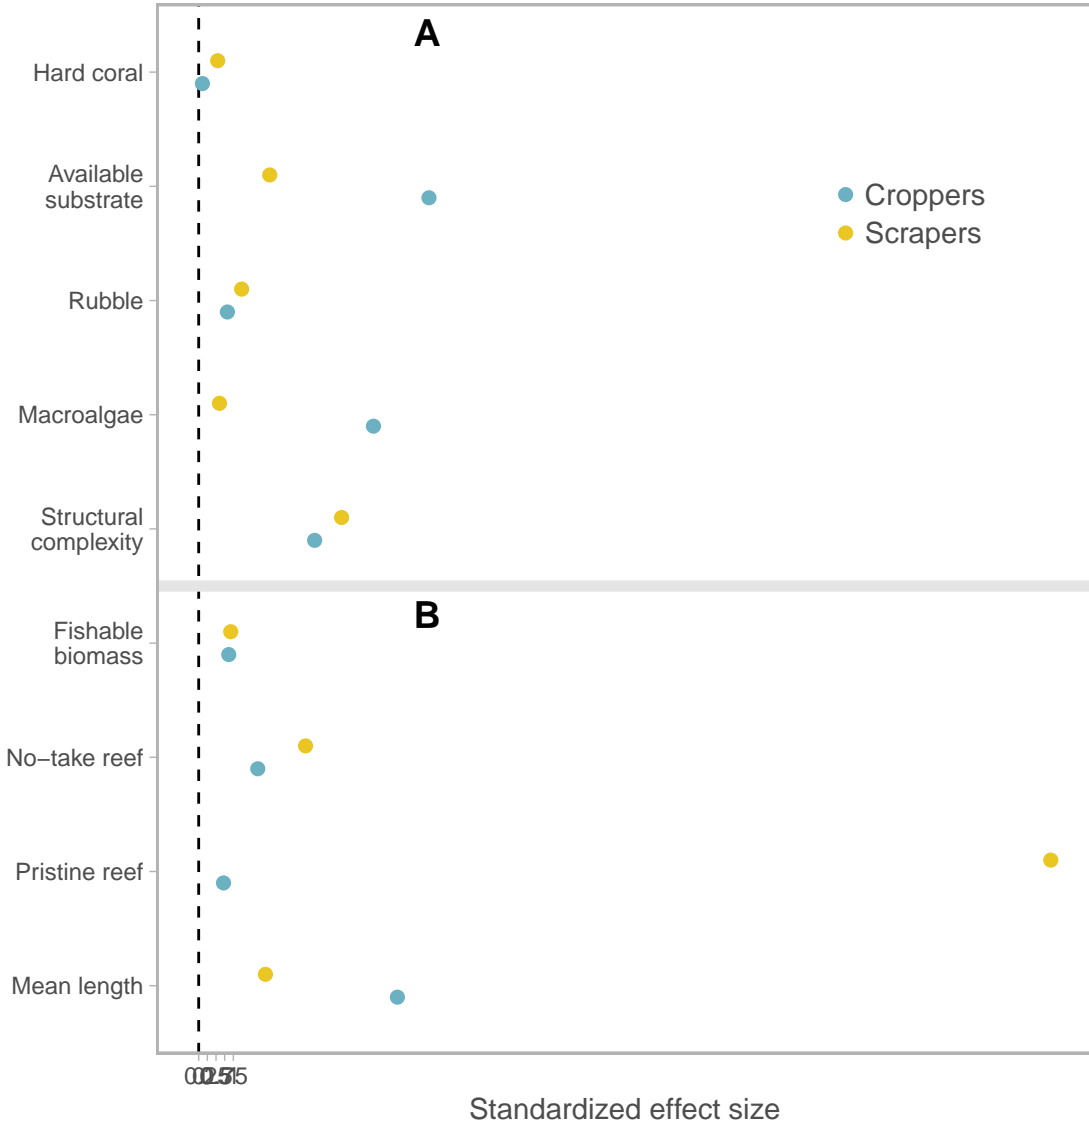 A
Hard coral
Available
substrate
Croppers
Scrapers
Rubble
Macroalgae
Structural
complexity
B
Fishable
biomass
No−take reef
Pristine reef
Mean length
Standardized effect size